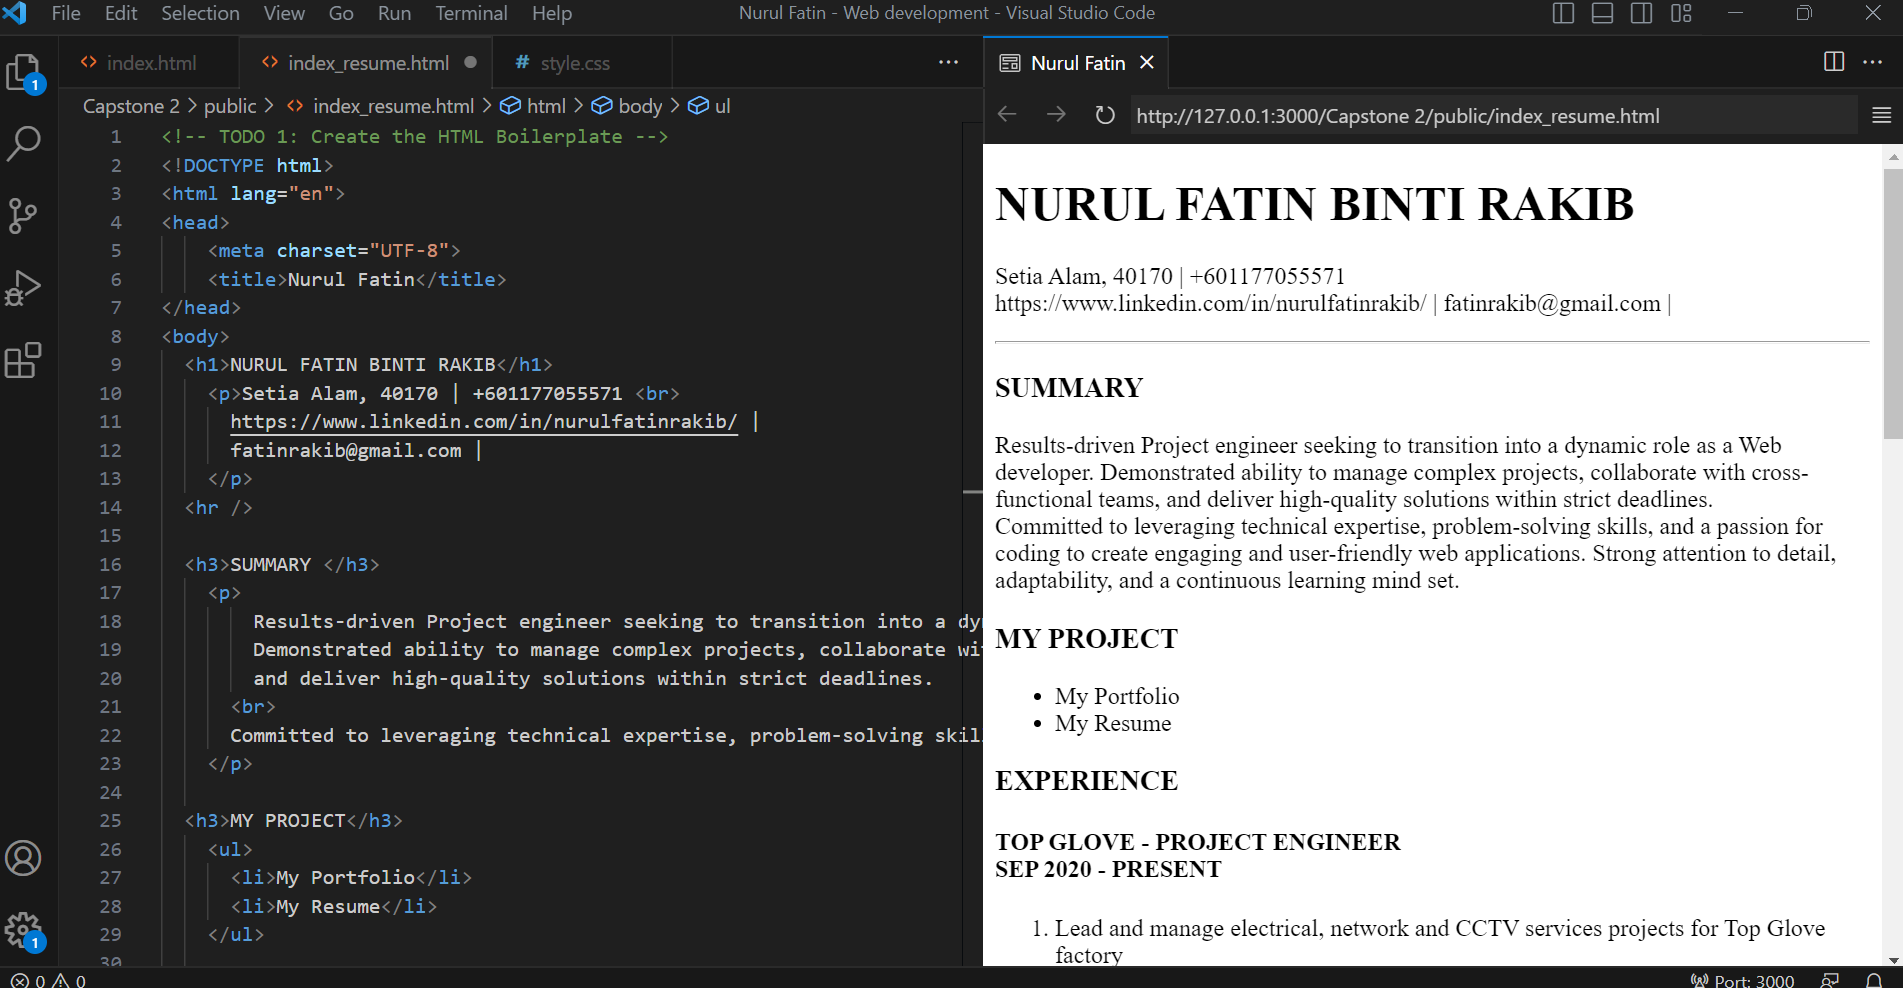 File Edit Selection View Go Run Terminal Help
Nurul Fatin - Web development - Visual Studio Code
index.html
index_resume.html
# style.css
Capstone 2 > public > index_resume.html > html > body > ul
1 <!-- TODO 1: Create the HTML Boilerplate -->
2 <!DOCTYPE html>
3 <html lang="en">
4 <head>
5 <meta charset="UTF-8">
6 <title>Nurul Fatin</title>
7 </head>
8 <body>
9 <h1>NURUL FATIN BINTI RAKIB</h1>
10 <p>Setia Alam, 40170 | +601177055571 <br>
11 https://www.linkedin.com/in/nurulfatinrakib/ |
12 fatinrakib@gmail.com |
13 </p>
14 <hr />
15
16 <h3>SUMMARY </h3>
17 <p>
18 Results-driven Project engineer seeking to transition into a dy
19 Demonstrated ability to manage complex projects, collaborate wi
20 and deliver high-quality solutions within strict deadlines.
21 <br>
22 Committed to leveraging technical expertise, problem-solving skil
23 </p>
24
25 <h3>MY PROJECT</h3>
26 <ul>
27 <li>My Portfolio</li>
28 <li>My Resume</li>
29 </ul>
30
1
1
0 0
Nurul Fatin
http://127.0.0.1:3000/Capstone 2/public/index_resume.html
NURUL FATIN BINTI RAKIB
Setia Alam, 40170 | +601177055571
https://www.linkedin.com/in/nurulfatinrakib/ | fatinrakib@gmail.com |
SUMMARY
Results-driven Project engineer seeking to transition into a dynamic role as a Web
developer. Demonstrated ability to manage complex projects, collaborate with cross-
functional teams, and deliver high-quality solutions within strict deadlines.
Committed to leveraging technical expertise, problem-solving skills, and a passion for
coding to create engaging and user-friendly web applications. Strong attention to detail,
adaptability, and a continuous learning mind set.
MY PROJECT
• My Portfolio
• My Resume
EXPERIENCE
TOP GLOVE - PROJECT ENGINEER
SEP 2020 - PRESENT
1. Lead and manage electrical, network and CCTV services projects for Top Glove
factory
Port: 3000